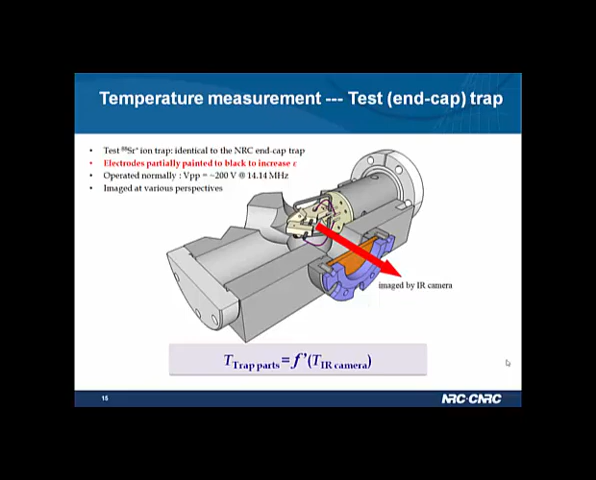 Temperature measurement --- Test (end-cap) trap
• Test ⁸⁸Sr⁺ ion trap: identical to the NRC end-cap trap
• Electrodes partially painted to black to increase ε
• Operated normally : Vpp = ~200 V @ 14.14 MHz
• Imaged at various perspectives
imaged by IR camera
T Trap parts = f'(T IR camera)
15
NRC·CNRC